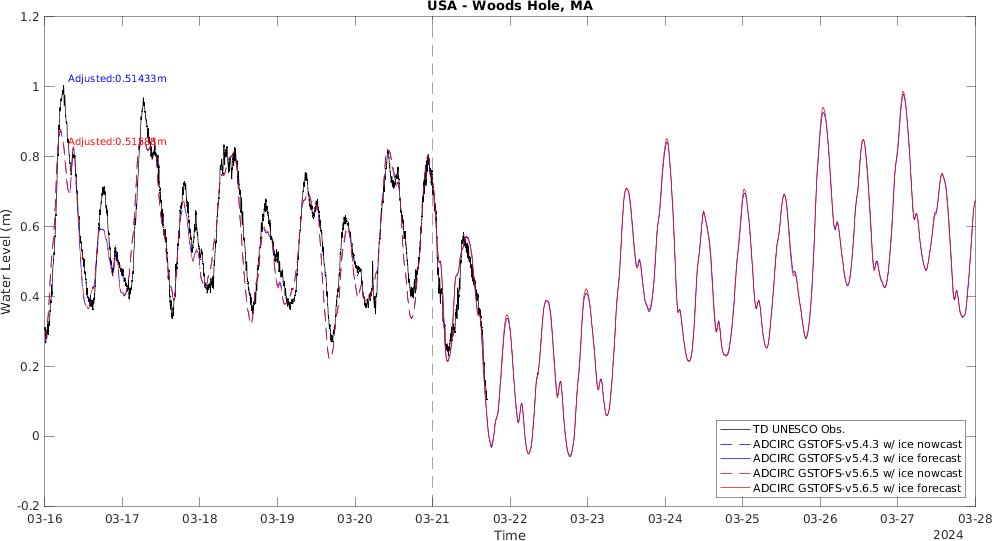 USA - Woods Hole, MA
1.2
1
0.8
0.6
0.4
0.2
0
-0.2
Water Level (m)
Adjusted:0.51433m
TD UNESCO Obs.
ADCIRC GSTOFS-v5.4.3 w/ ice nowcast
ADCIRC GSTOFS-v5.4.3 w/ ice forecast
ADCIRC GSTOFS-v5.6.5 w/ ice nowcast
ADCIRC GSTOFS-v5.6.5 w/ ice forecast
03-16 03-17 03-18 03-19 03-20 03-21 03-22 03-23 03-24 03-25 03-26 03-27 03-28
Time
2024